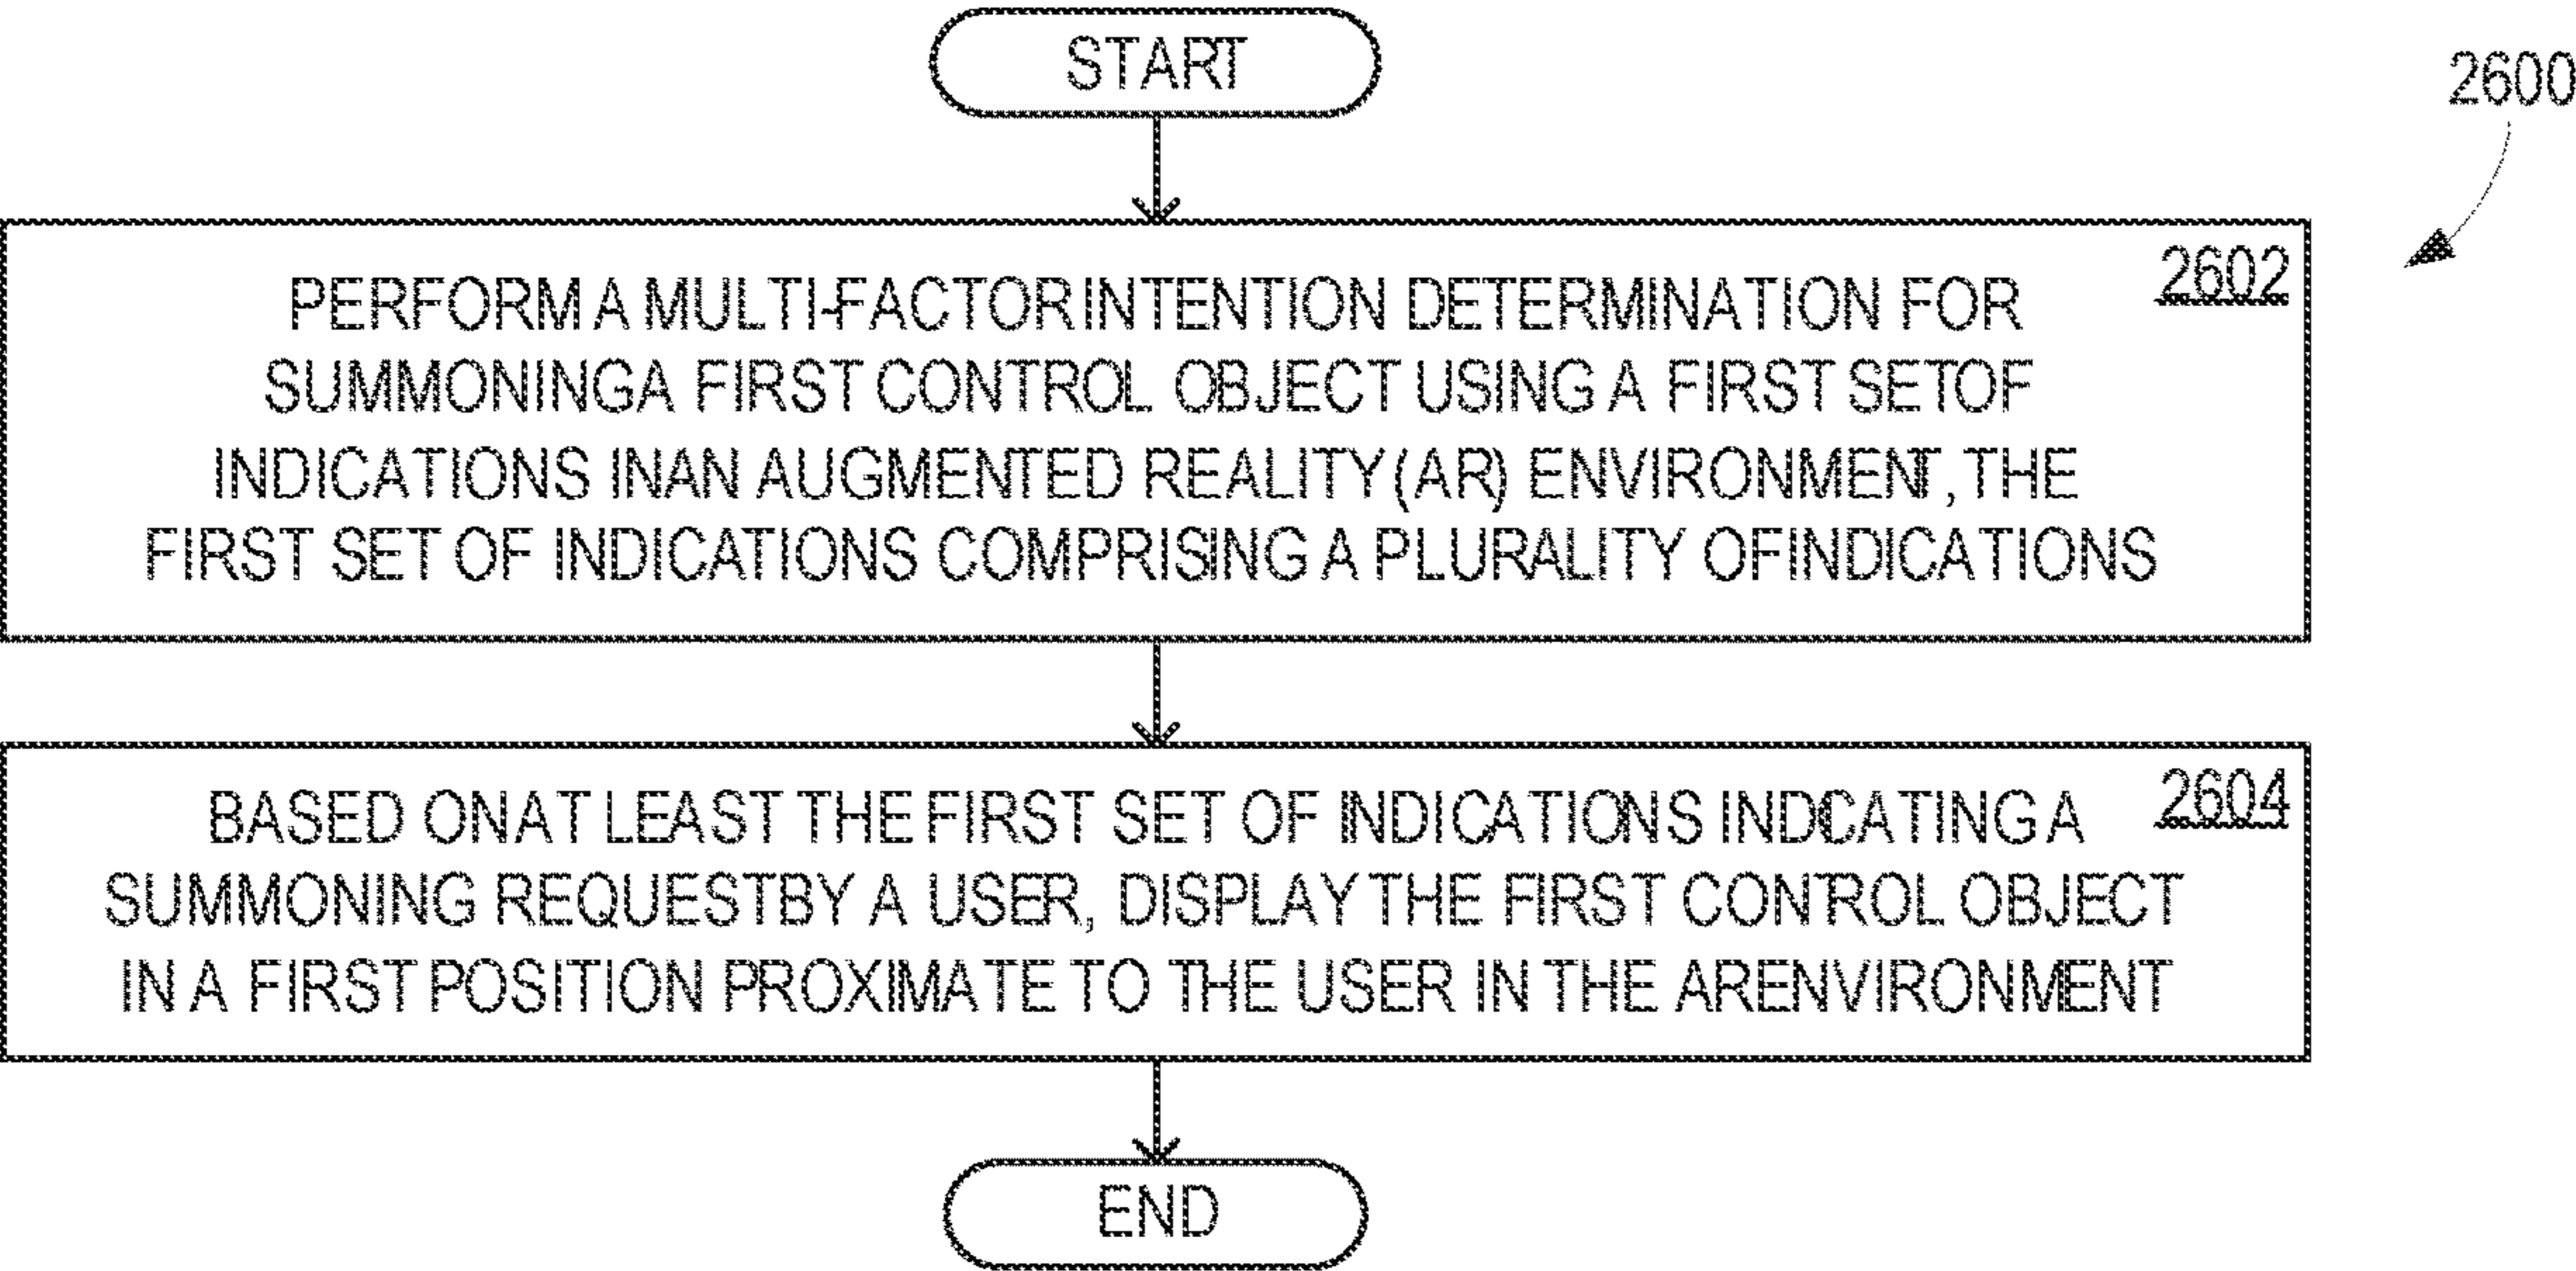 START
2600
2602
PERFORM A MULTI-FACTOR INTENTION DETERMINATION FOR
SUMMONING A FIRST CONTROL OBJECT USING A FIRST SET OF
INDICATIONS IN AN AUGMENTED REALITY (AR) ENVIRONMENT, THE
FIRST SET OF INDICATIONS COMPRISING A PLURALITY OF INDICATIONS
2604
BASED ON AT LEAST THE FIRST SET OF INDICATIONS INDICATING A
SUMMONING REQUEST BY A USER, DISPLAY THE FIRST CONTROL OBJECT
IN A FIRST POSITION PROXIMATE TO THE USER IN THE AR ENVIRONMENT
END